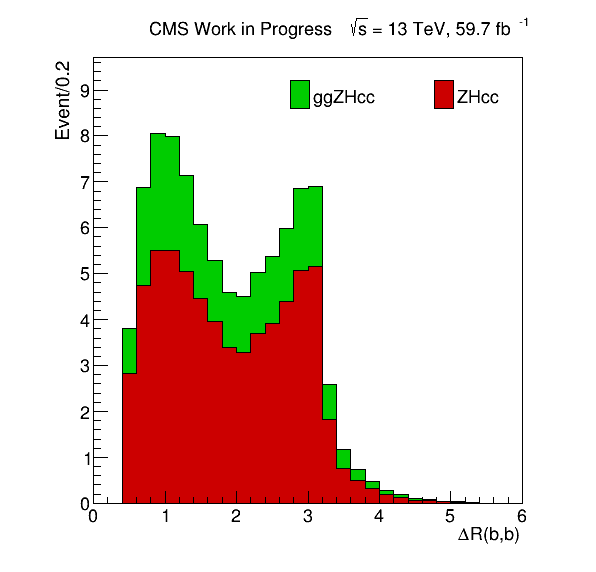 CMS Work in Progress √s = 13 TeV, 59.7 fb⁻¹
Event/0.2
ggZHcc ZHcc
9
8
7
6
5
4
3
2
1
0
0 1 2 3 4 5 6
ΔR(b,b)